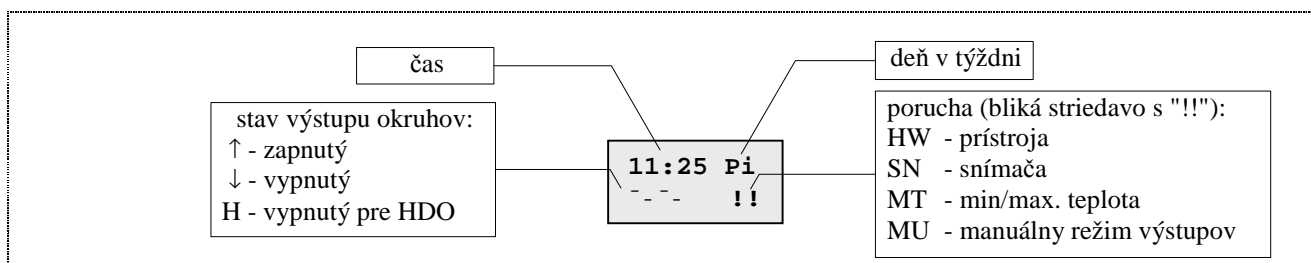 čas
deň v týždni
stav výstupu okruhov:
↑ - zapnutý
↓ - vypnutý
H - vypnutý pre HDO
11:25 Pi
¯_¯_ !!
porucha (bliká striedavo s "!!"):
HW - prístroja
SN - snímača
MT - min/max. teplota
MU - manuálny režim výstupov